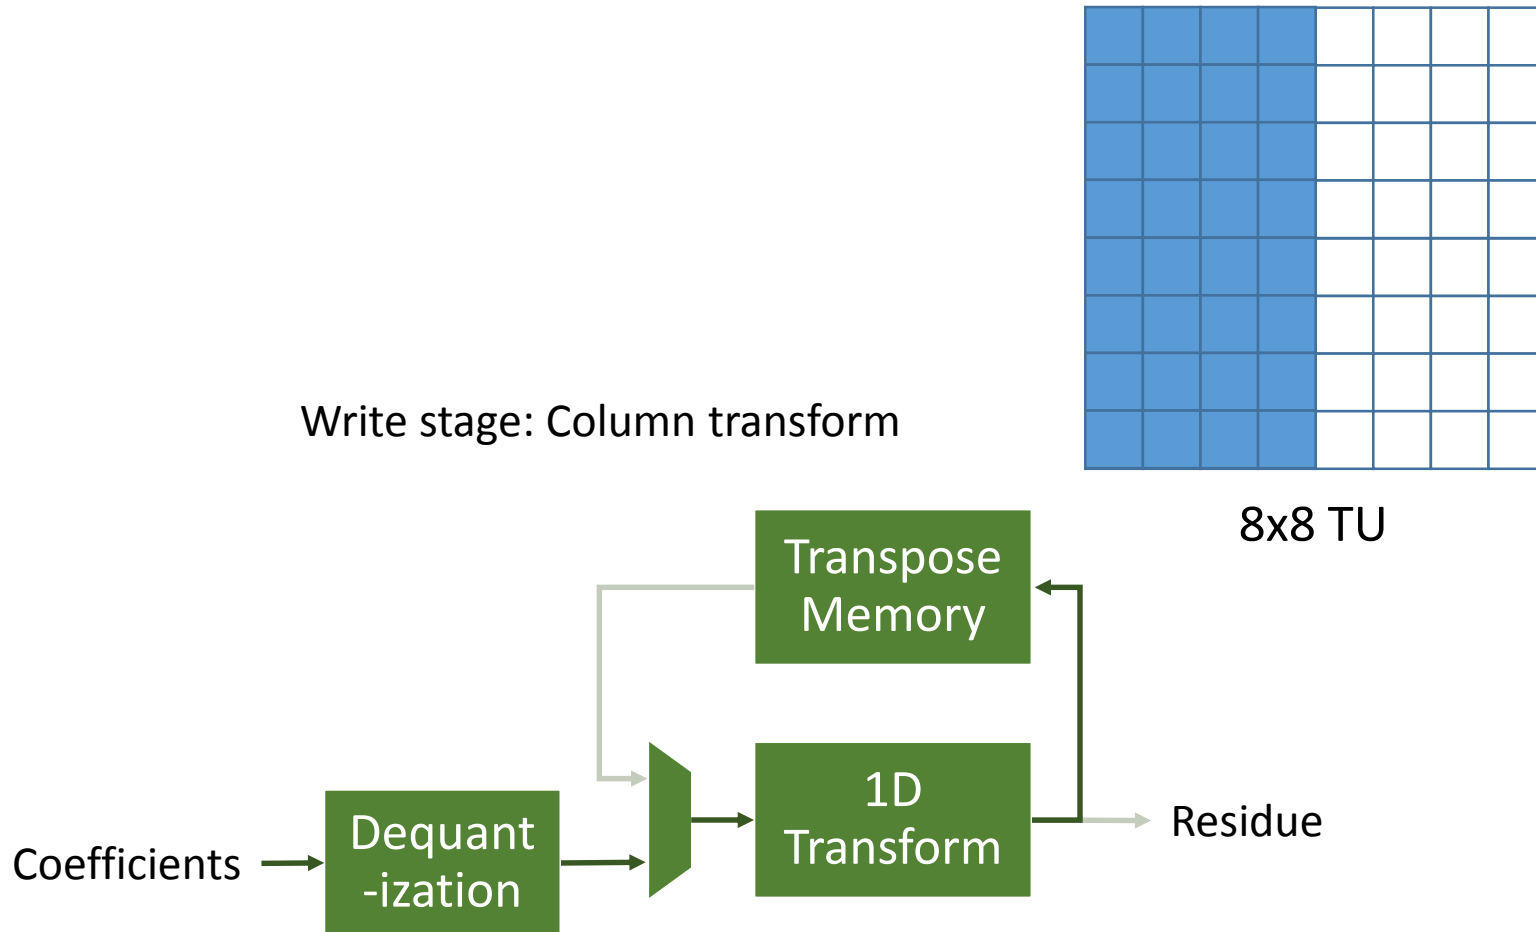 Write stage: Column transform
8x8 TU
Transpose
Memory
1D
Transform
Residue
Dequant
-ization
Coefficients